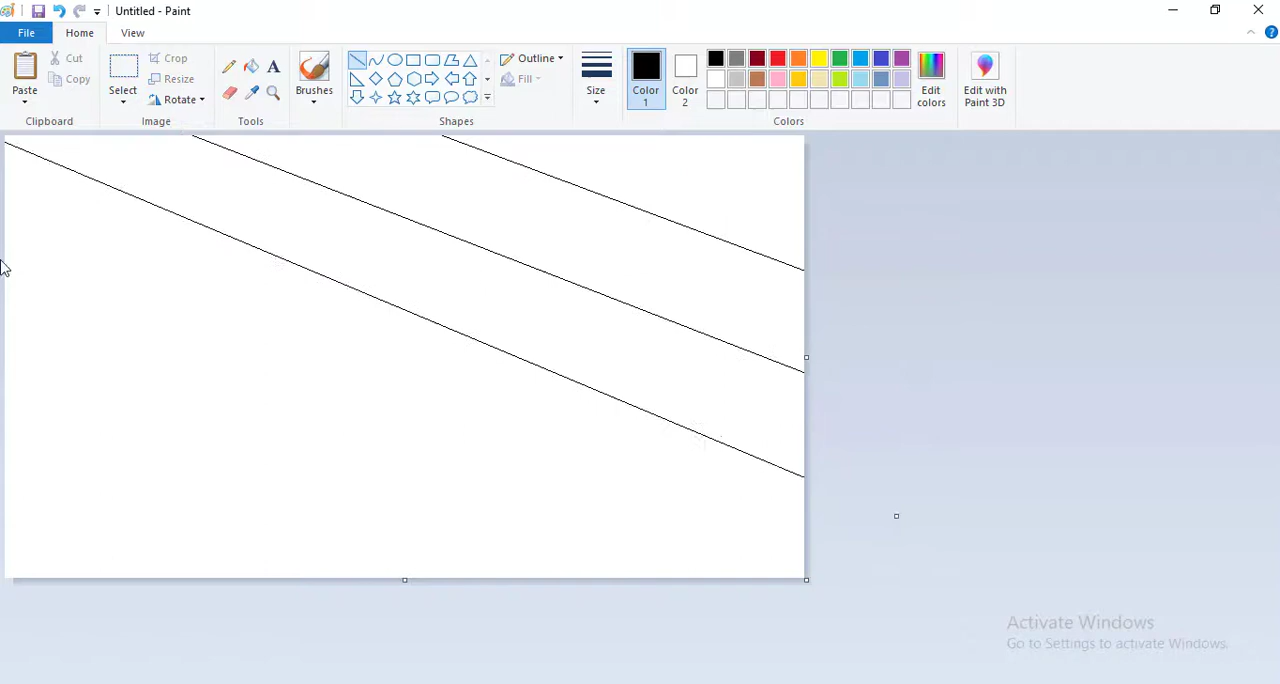 Untitled - Paint
File
Home
View
Paste
Cut
Copy
Clipboard
Select
Crop
Resize
Rotate
Image
A
Tools
Brushes
Shapes
Outline
Fill
Size
Color
1
Color
2
Edit
colors
Colors
Edit with
Paint 3D
?
Activate Windows
Go to Settings to activate Windows.